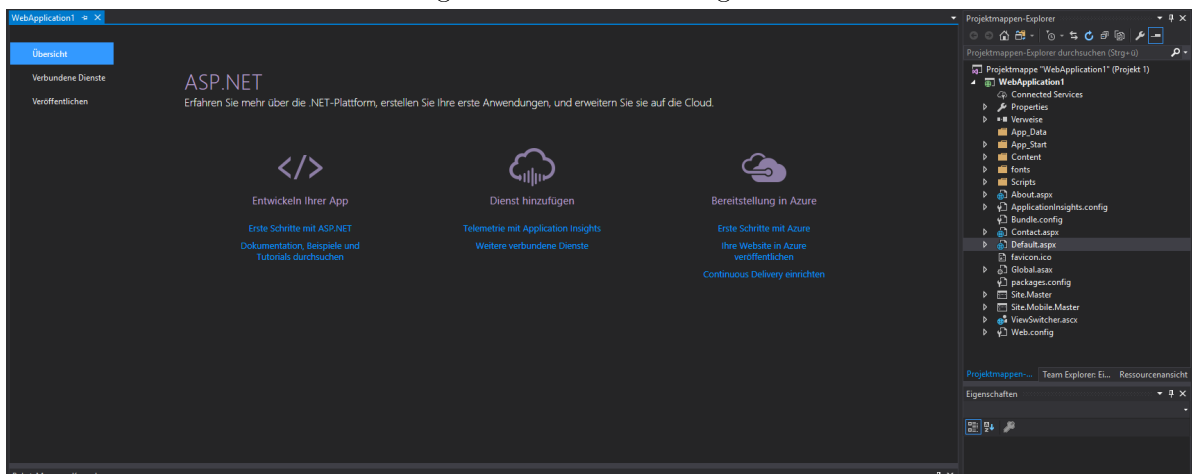 WebApplication1
Übersicht
Verbundene Dienste
Veröffentlichen
ASP.NET
Erfahren Sie mehr über die .NET-Plattform, erstellen Sie Ihre erste Anwendungen, und erweitern Sie sie auf die Cloud.
Entwickeln Ihrer App
Erste Schritte mit ASP.NET
Dokumentation, Beispiele und
Tutorials durchsuchen
Dienst hinzufügen
Telemetrie mit Application Insights
Weitere verbundene Dienste
Bereitstellung in Azure
Erste Schritte mit Azure
Ihre Website in Azure
veröffentlichen
Continuous Delivery einrichten
Projektmappen-Explorer
Projektmappen-Explorer durchsuchen (Strg+ü)
Projektmappe "WebApplication1" (Projekt 1)
WebApplication1
Connected Services
Properties
Verweise
App_Data
App_Start
Content
fonts
Scripts
About.aspx
ApplicationInsights.config
Bundle.config
Contact.aspx
Default.aspx
favicon.ico
Global.asax
packages.config
Site.Master
Site.Mobile.Master
ViewSwitcher.ascx
Web.config
Projektmappen-... Team Explorer: Ei... Ressourcenansicht
Eigenschaften